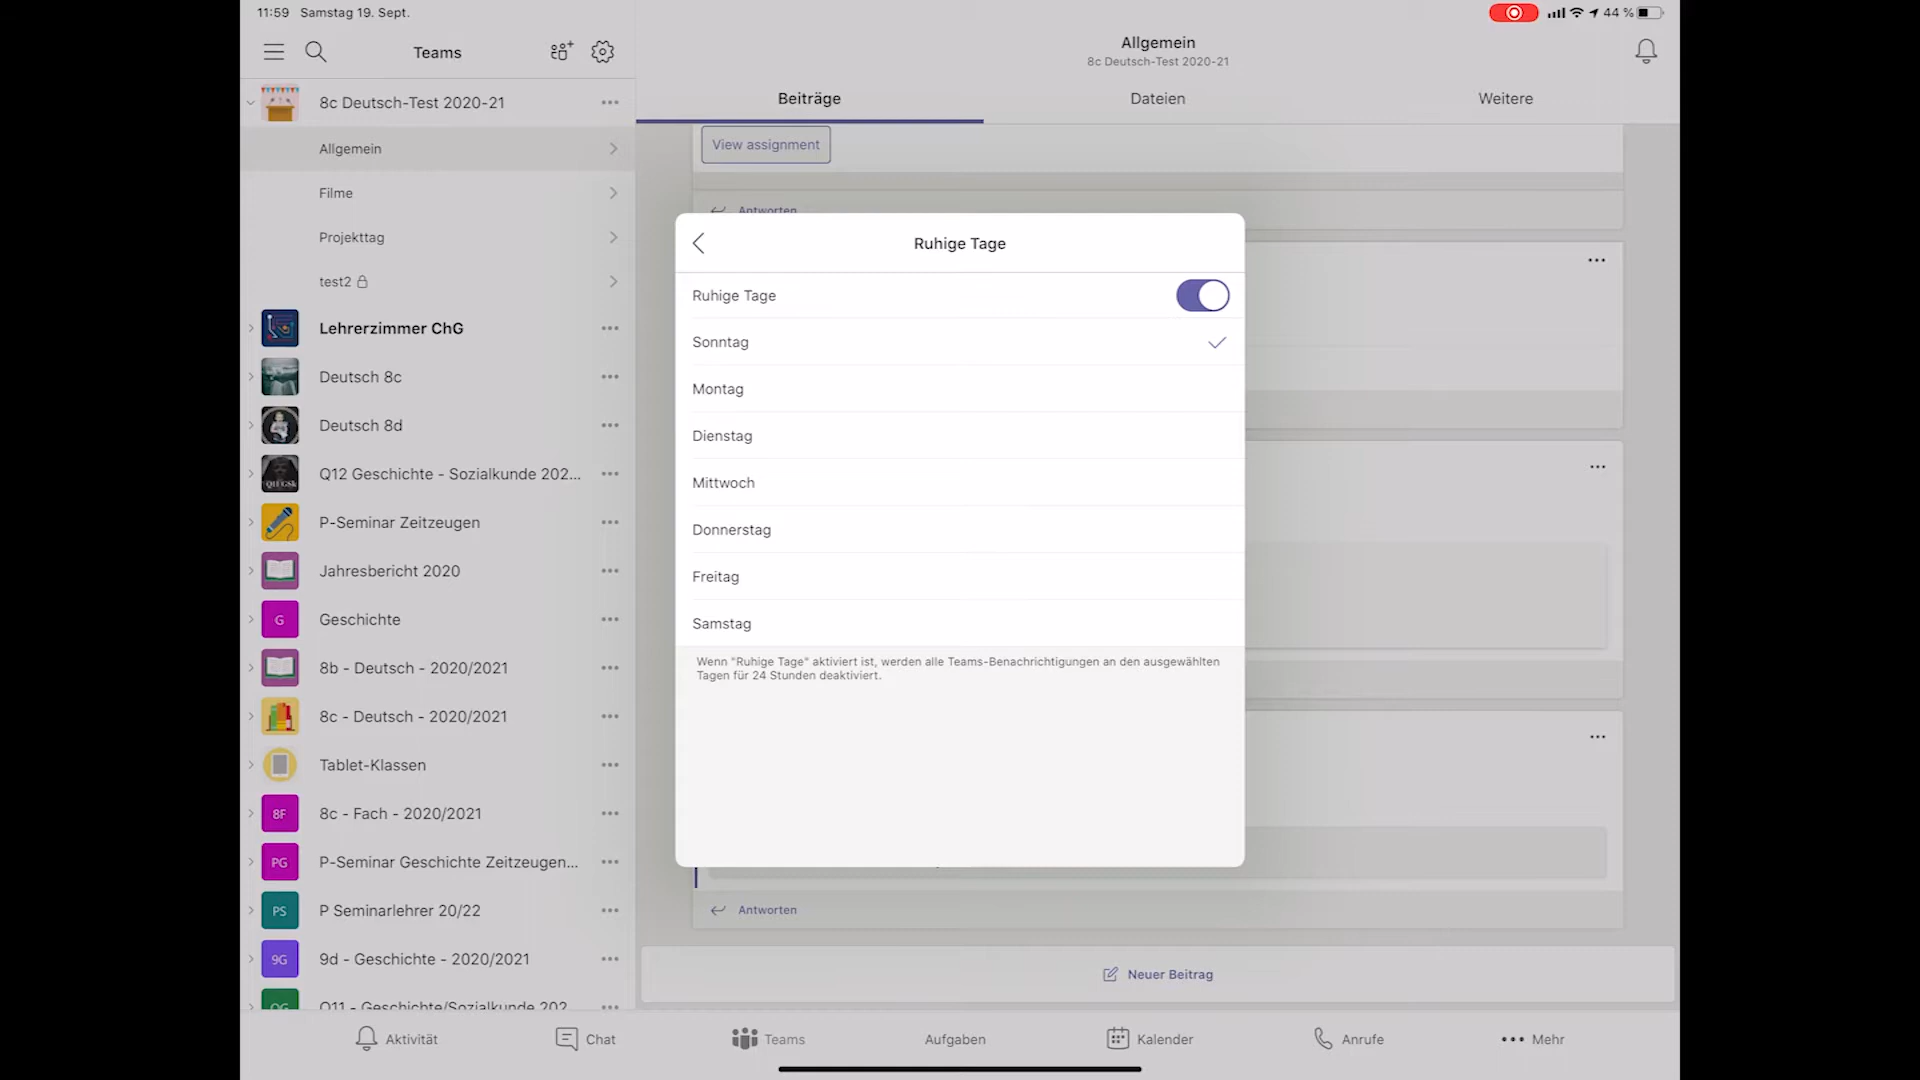 11:59 Samstag 19. Sept.
44 %
Teams
Allgemein
8c Deutsch-Test 2020-21
Beiträge
Dateien
Weitere
8c Deutsch-Test 2020-21
Allgemein
Filme
Projekttag
test2
Lehrerzimmer ChG
Deutsch 8c
Deutsch 8d
Q12 Geschichte - Sozialkunde 202...
P-Seminar Zeitzeugen
Jahresbericht 2020
G
Geschichte
8b - Deutsch - 2020/2021
8c - Deutsch - 2020/2021
Tablet-Klassen
8F
8c - Fach - 2020/2021
PG
P-Seminar Geschichte Zeitzeugen...
PS
P Seminarlehrer 20/22
9G
9d - Geschichte - 2020/2021
QG
Q11 - Geschichte/Sozialkunde 202...
View assignment
Antworten
Ruhige Tage
Ruhige Tage
Sonntag
Montag
Dienstag
Mittwoch
Donnerstag
Freitag
Samstag
Wenn "Ruhige Tage" aktiviert ist, werden alle Teams-Benachrichtigungen an den ausgewählten
Tagen für 24 Stunden deaktiviert.
Antworten
Neuer Beitrag
Aktivität
Chat
Teams
Aufgaben
Kalender
Anrufe
Mehr